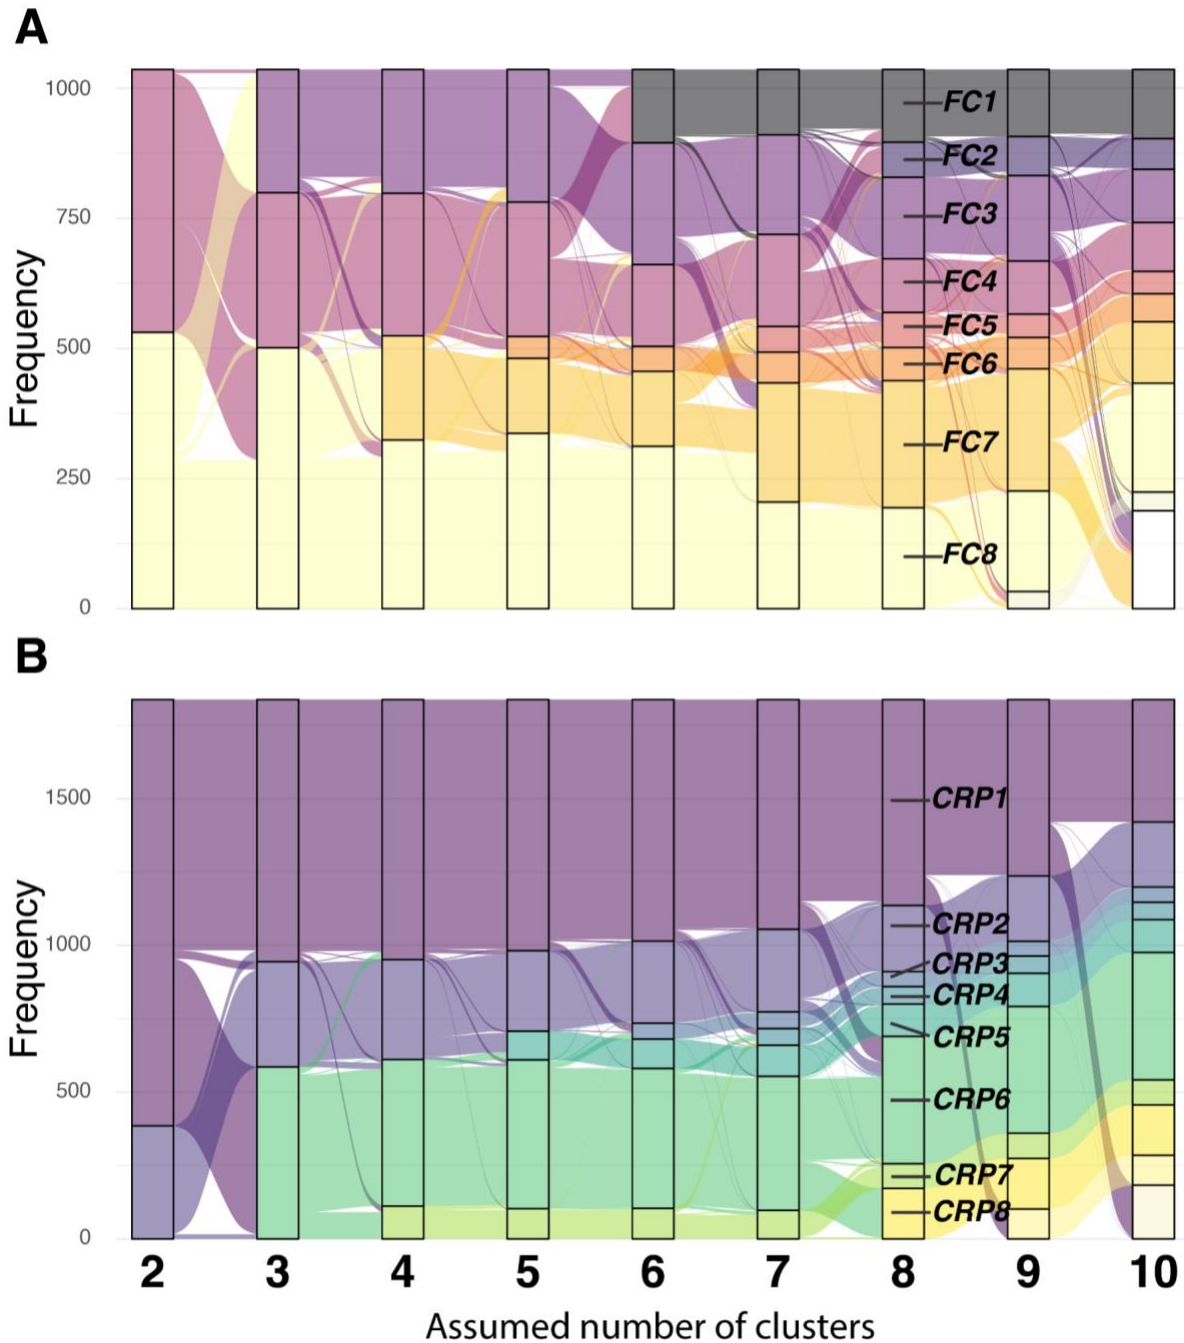 A
Frequency
1000
750
500
250
0
FC1
FC2
FC3
FC4
FC5
FC6
FC7
FC8
B
Frequency
1500
1000
500
0
CRP1
CRP2
CRP3
CRP4
CRP5
CRP6
CRP7
CRP8
2 3 4 5 6 7 8 9 10
Assumed number of clusters